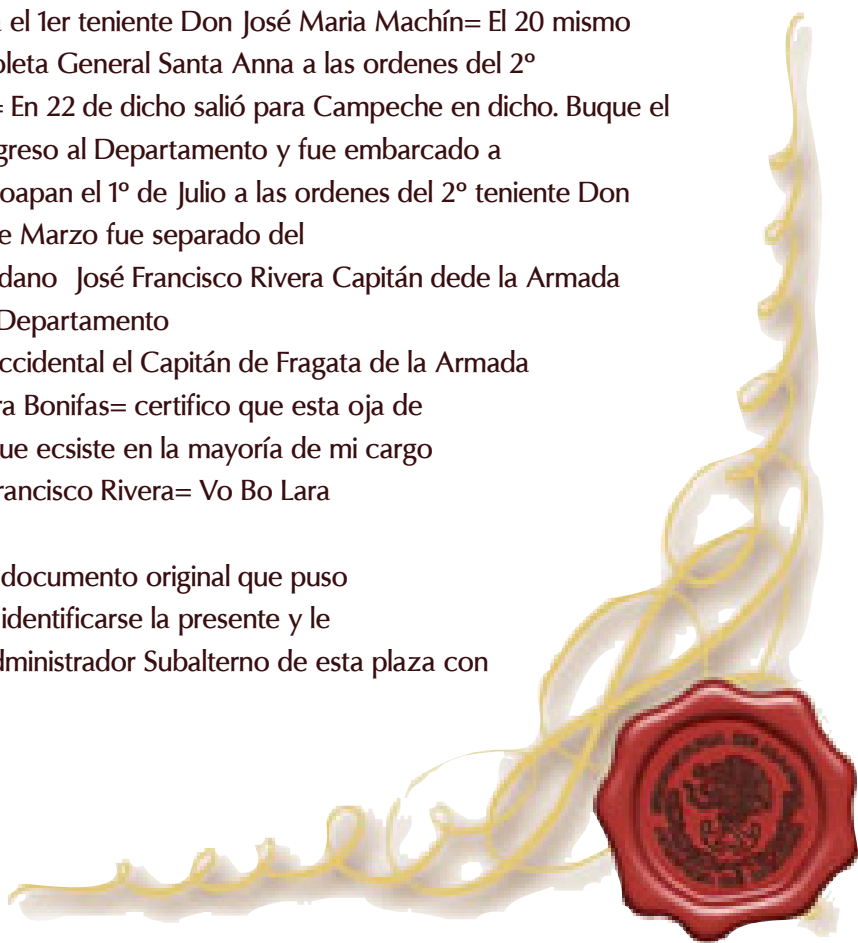 el 1er teniente Don José Maria Machín= El 20 mismo
oleta General Santa Anna a las ordenes del 2º
= En 22 de dicho salió para Campeche en dicho. Buque el
greso al Departamento y fue embarcado a
oapan el 1º de Julio a las ordenes del 2º teniente Don
e Marzo fue separado del
dano José Francisco Rivera Capitán dede la Armada
Departamento
ccidental el Capitán de Fragata de la Armada
ra Bonifas= certifico que esta oja de
ue ecsiste en la mayoría de mi cargo
rancisco Rivera= Vo Bo Lara
documento original que puso
identificarse la presente y le
dministrador Subalterno de esta plaza con